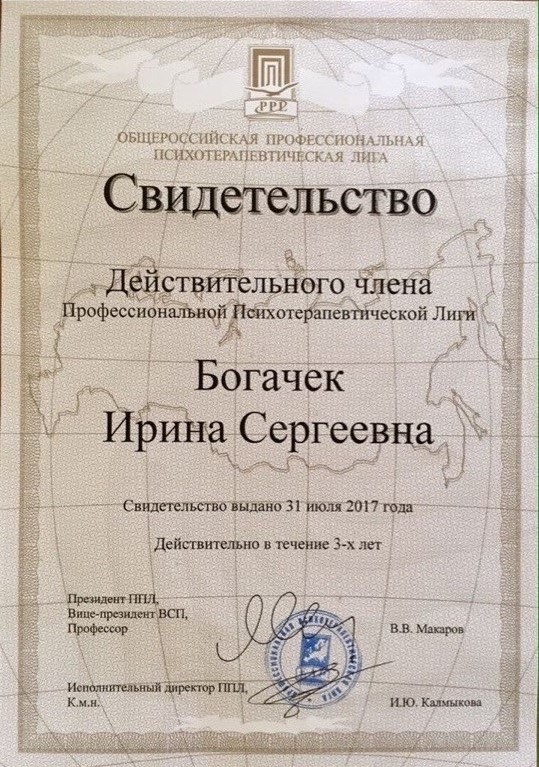 РРР
ОБЩЕРОССИЙСКАЯ ПРОФЕССИОНАЛЬНАЯ
ПСИХОТЕРАПЕВТИЧЕСКАЯ ЛИГА
Свидетельство
Действительного члена
Профессиональной Психотерапевтической Лиги
Богачек
Ирина Сергеевна
Свидетельство выдано 31 июля 2017 года
Действительно в течение 3-х лет
Президент ППЛ,
Вице-президент ВСП,
Профессор
В.В. Макаров
Исполнительный директор ППЛ,
К.м.н.
И.Ю. Калмыкова